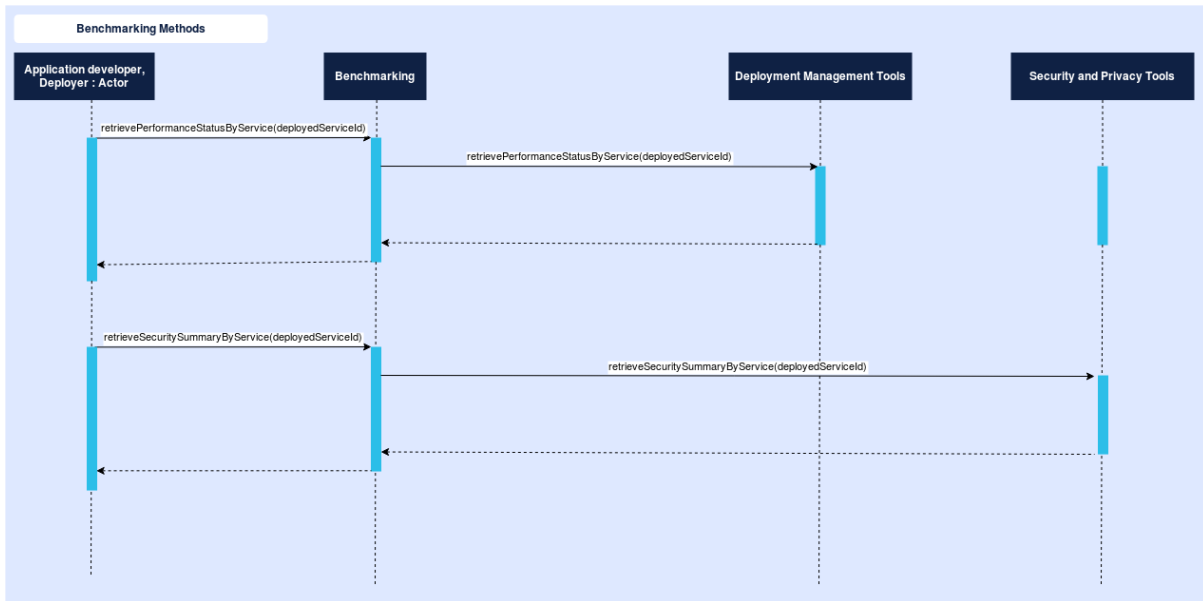 Benchmarking Methods
Application developer,
Deployer : Actor
Benchmarking
Deployment Management Tools
Security and Privacy Tools
retrievePerformanceStatusByService(deployedServiceId)
retrievePerformanceStatusByService(deployedServiceId)
retrieveSecuritySummaryByService(deployedServiceId)
retrieveSecuritySummaryByService(deployedServiceId)